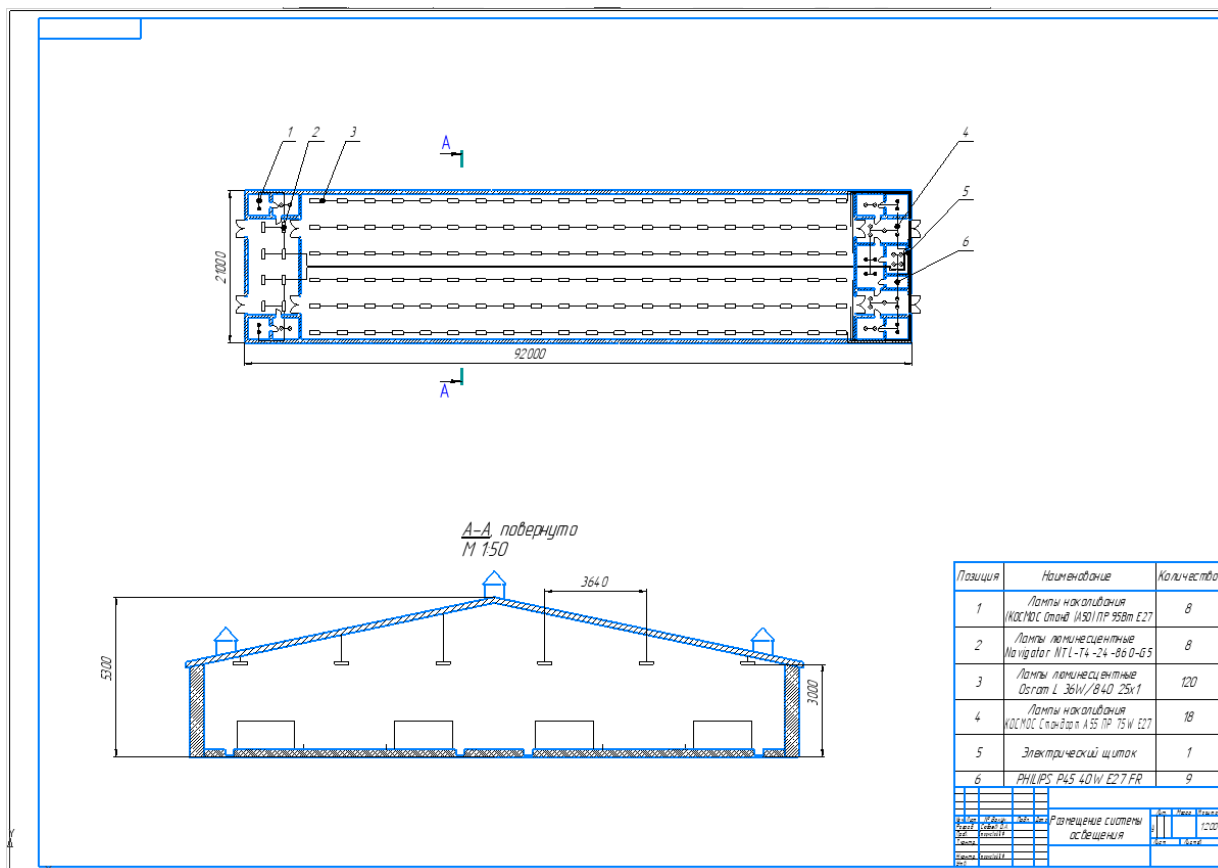 1
2
3
А
4
5
6
21000
92000
А
А-А, повернуто
М 1:50
3640
5300
3000
Позиция Наименование Количество
1 Лампы накаливания (КОСМОС станд (А50) ПР 95Вт Е27 8
2 Лампы люминесцентные Navigator NTL-T4-24-860-G5 8
3 Лампы люминесцентные Osram L 36W/840 25x1 120
4 Лампы накаливания КОСМОС Стандарт А55 ПР 75W E27 18
5 Электрический щиток 1
6 PHILIPS P45 40W E27 FR 9
Размещение системы
освещения
1:200